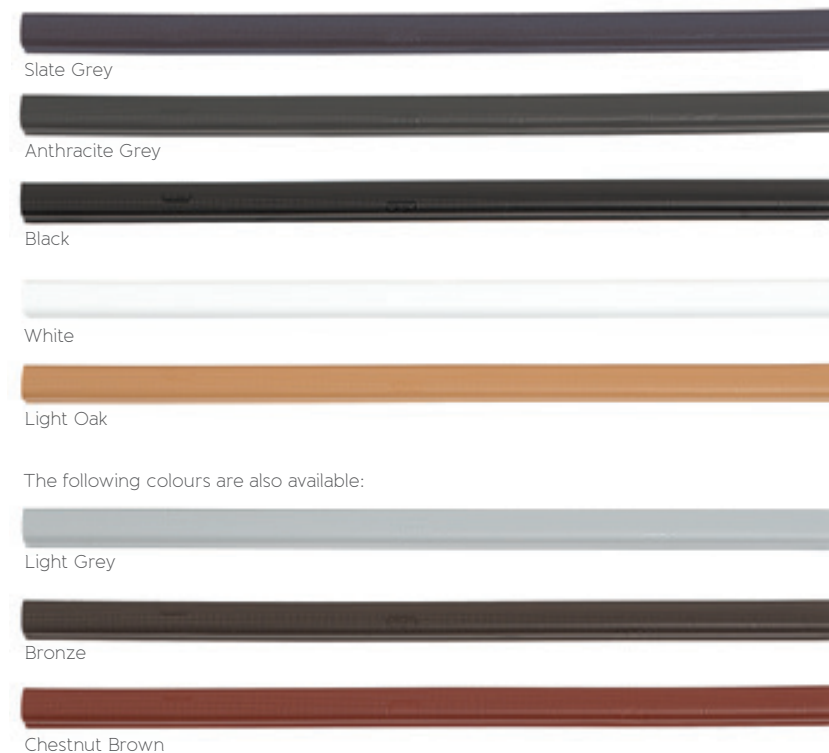 Slate Grey
Anthracite Grey
Black
White
Light Oak
The following colours are also available:
Light Grey
Bronze
Chestnut Brown